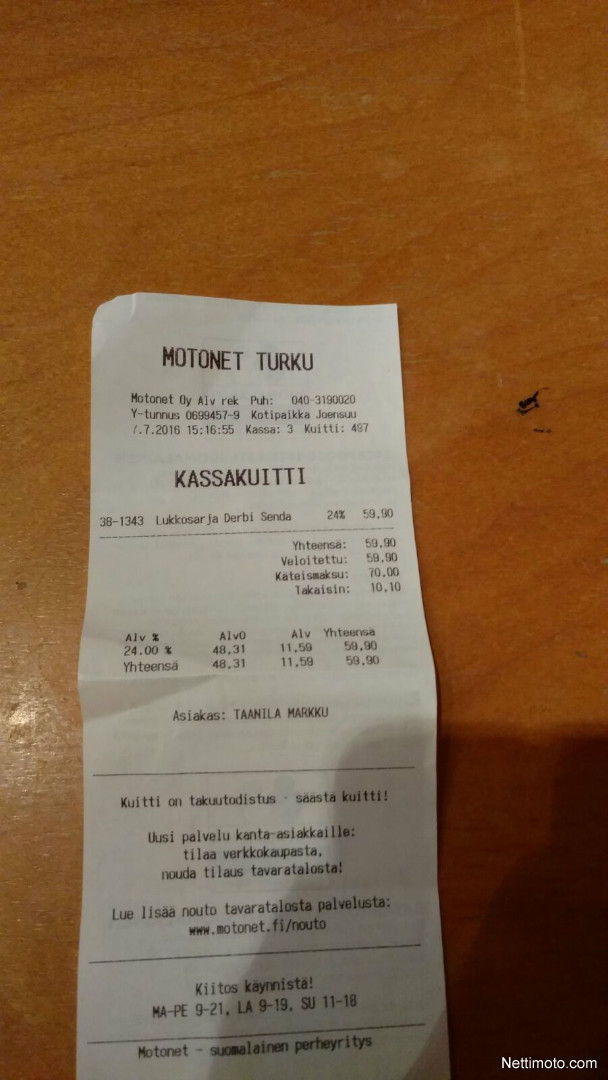 MOTONET TURKU
Motonet Oy Alv rek Puh: 040-3190020
Y-tunnus 0699457-9 Kotipaikka Joensuu
7.7.2016 15:16:55 Kassa: 3 Kuitti: 497
KASSAKUITTI
38-1343 Lukkosarja Derbi Senda 24% 59,90
Yhteensä: 59,90
Veloitettu: 59,90
Käteismaksu: 70,00
Takaisin: 10,10
Alv % Alv0 Alv Yhteensä
24.00 % 48,31 11,59 59,90
Yhteensä 48,31 11,59 59,90
Asiakas: TAANILA MARKKU
Kuitti on takuutodistus - säästä kuitti!
Uusi palvelu kanta-asiakkaille:
tilaa verkkokaupasta,
nouda tilaus tavaratalosta!
Lue lisää nouto tavaratalosta palvelusta:
www.motonet.fi/nouto
Kiitos käynnistä!
MA-PE 9-21, LA 9-19, SU 11-18
Motonet - suomalainen perheyritys
Nettimoto.com